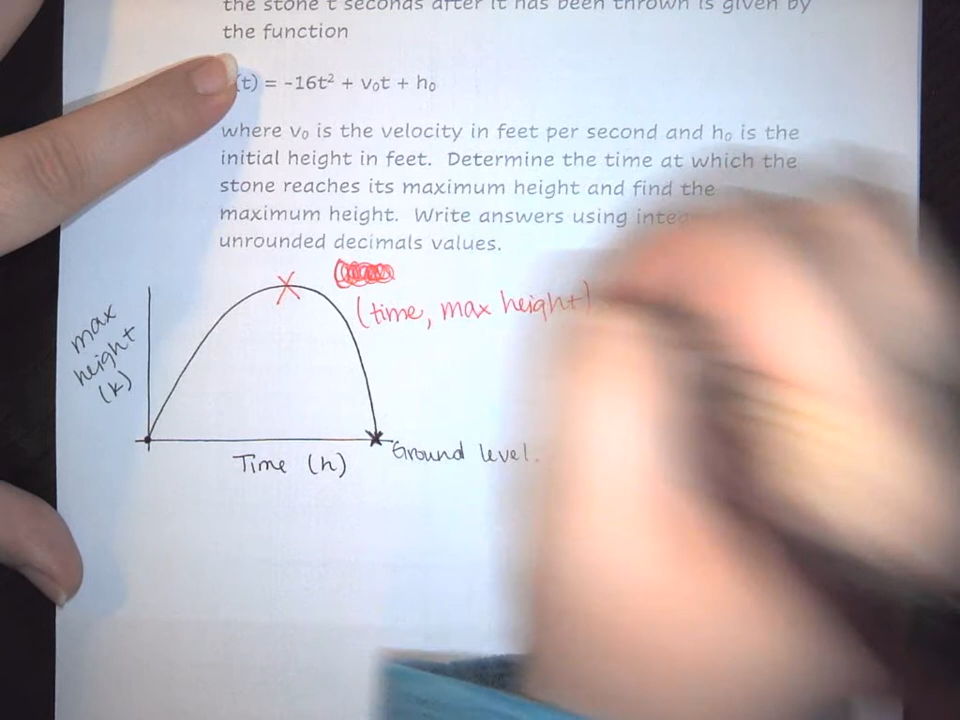 the stone t seconds after it has been thrown is given by
the function
(t) = -16t² + v₀t + h₀
where v₀ is the velocity in feet per second and h₀ is the
initial height in feet. Determine the time at which the
stone reaches its maximum height and find the
maximum height. Write answers using
unrounded decimals values.
(time, max height)
max
height
(k)
Ground level.
Time (h)